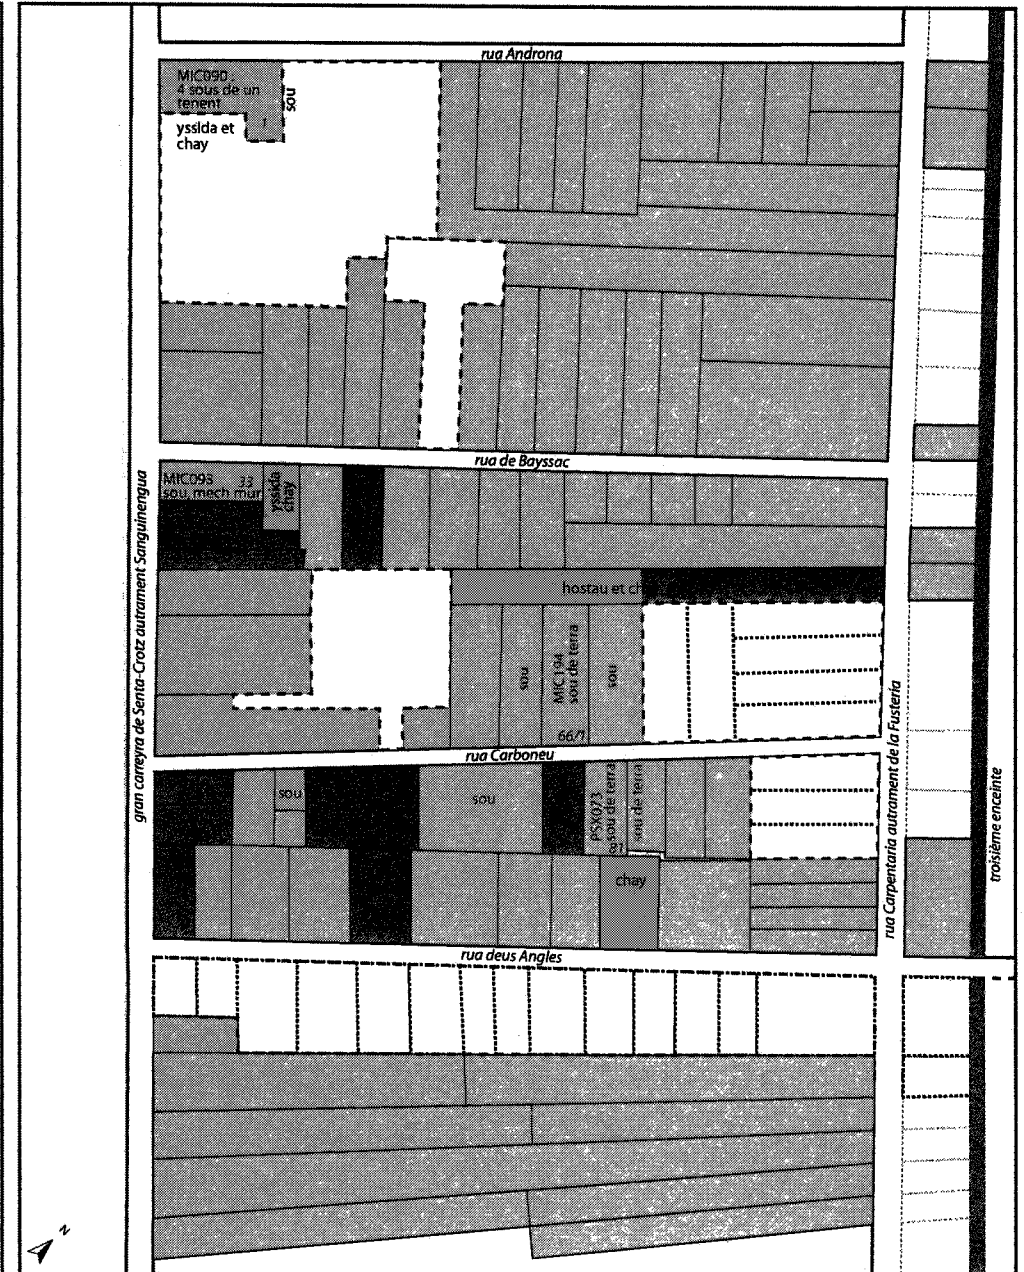 rua Androna
MIC090
4 sous de un
tenent
sou
yssida et
chay
rua de Bayssac
MIC093 33
sou, mech mur
yssida
chay
gran carreyra de Senta-Crotz autrament Sanguinengua
hostau et ch
sou
MIC194
sou de terra
sou
66/1
rua Carboneu
sou
sou
PSX073
sou de terra
sou de terra
chay
rua Carpentaria autrament de la Fusteria
troisième enceinte
rua deus Angles
N